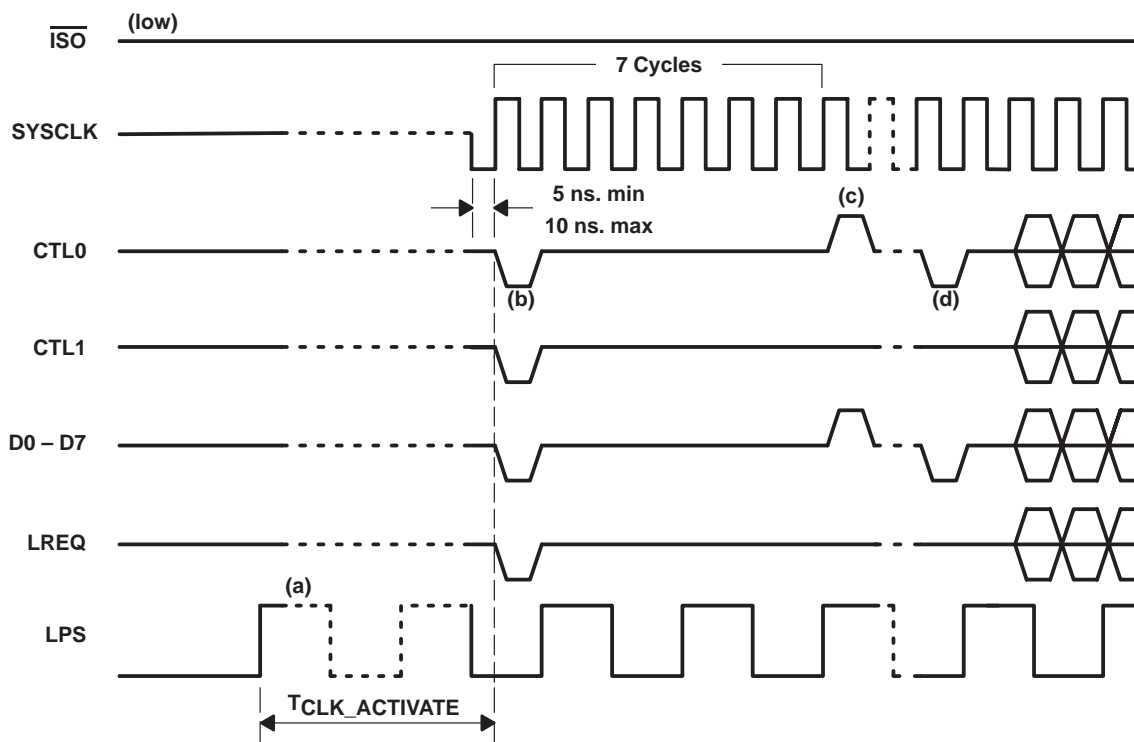 (low)
ISO
7 Cycles
SYSCLK
5 ns. min
10 ns. max
(c)
CTL0
(b)
(d)
CTL1
D0 – D7
LREQ
(a)
LPS
TCLK_ACTIVATE